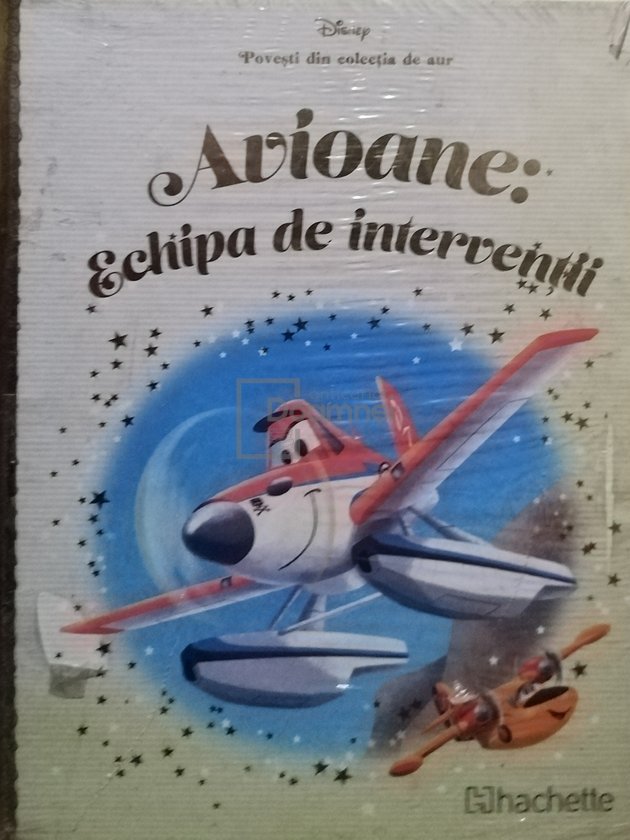 Disney
Povești din colecția de aur
Avioane:
Echipa de intervenții
hachette